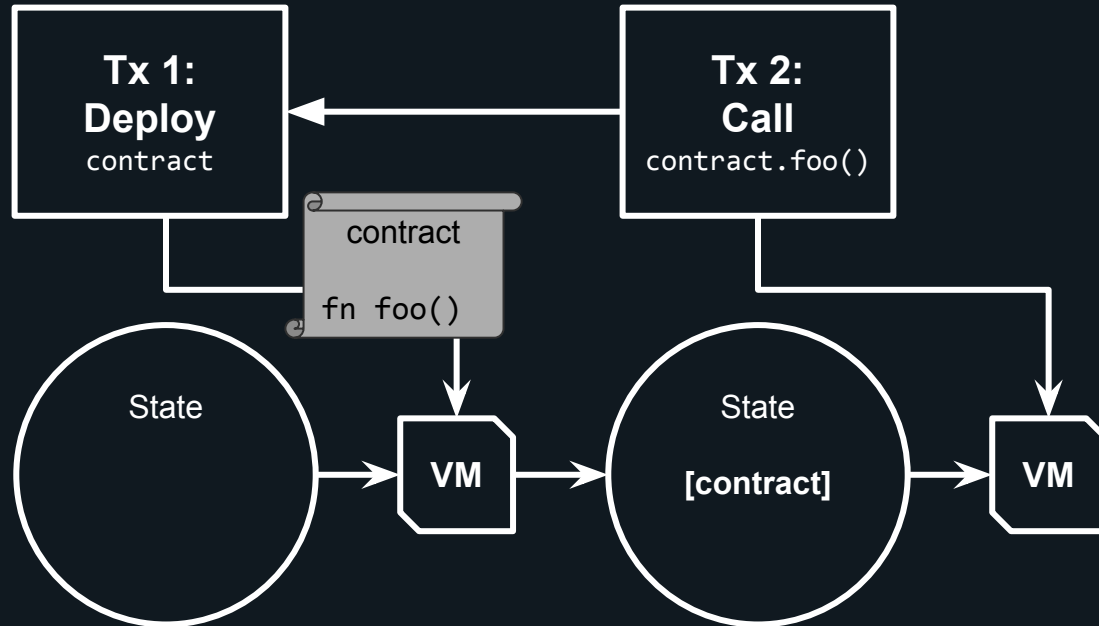 Tx 1:
Deploy
contract
Tx 2:
Call
contract.foo()
contract
fn foo()
State
VM
State
[contract]
VM